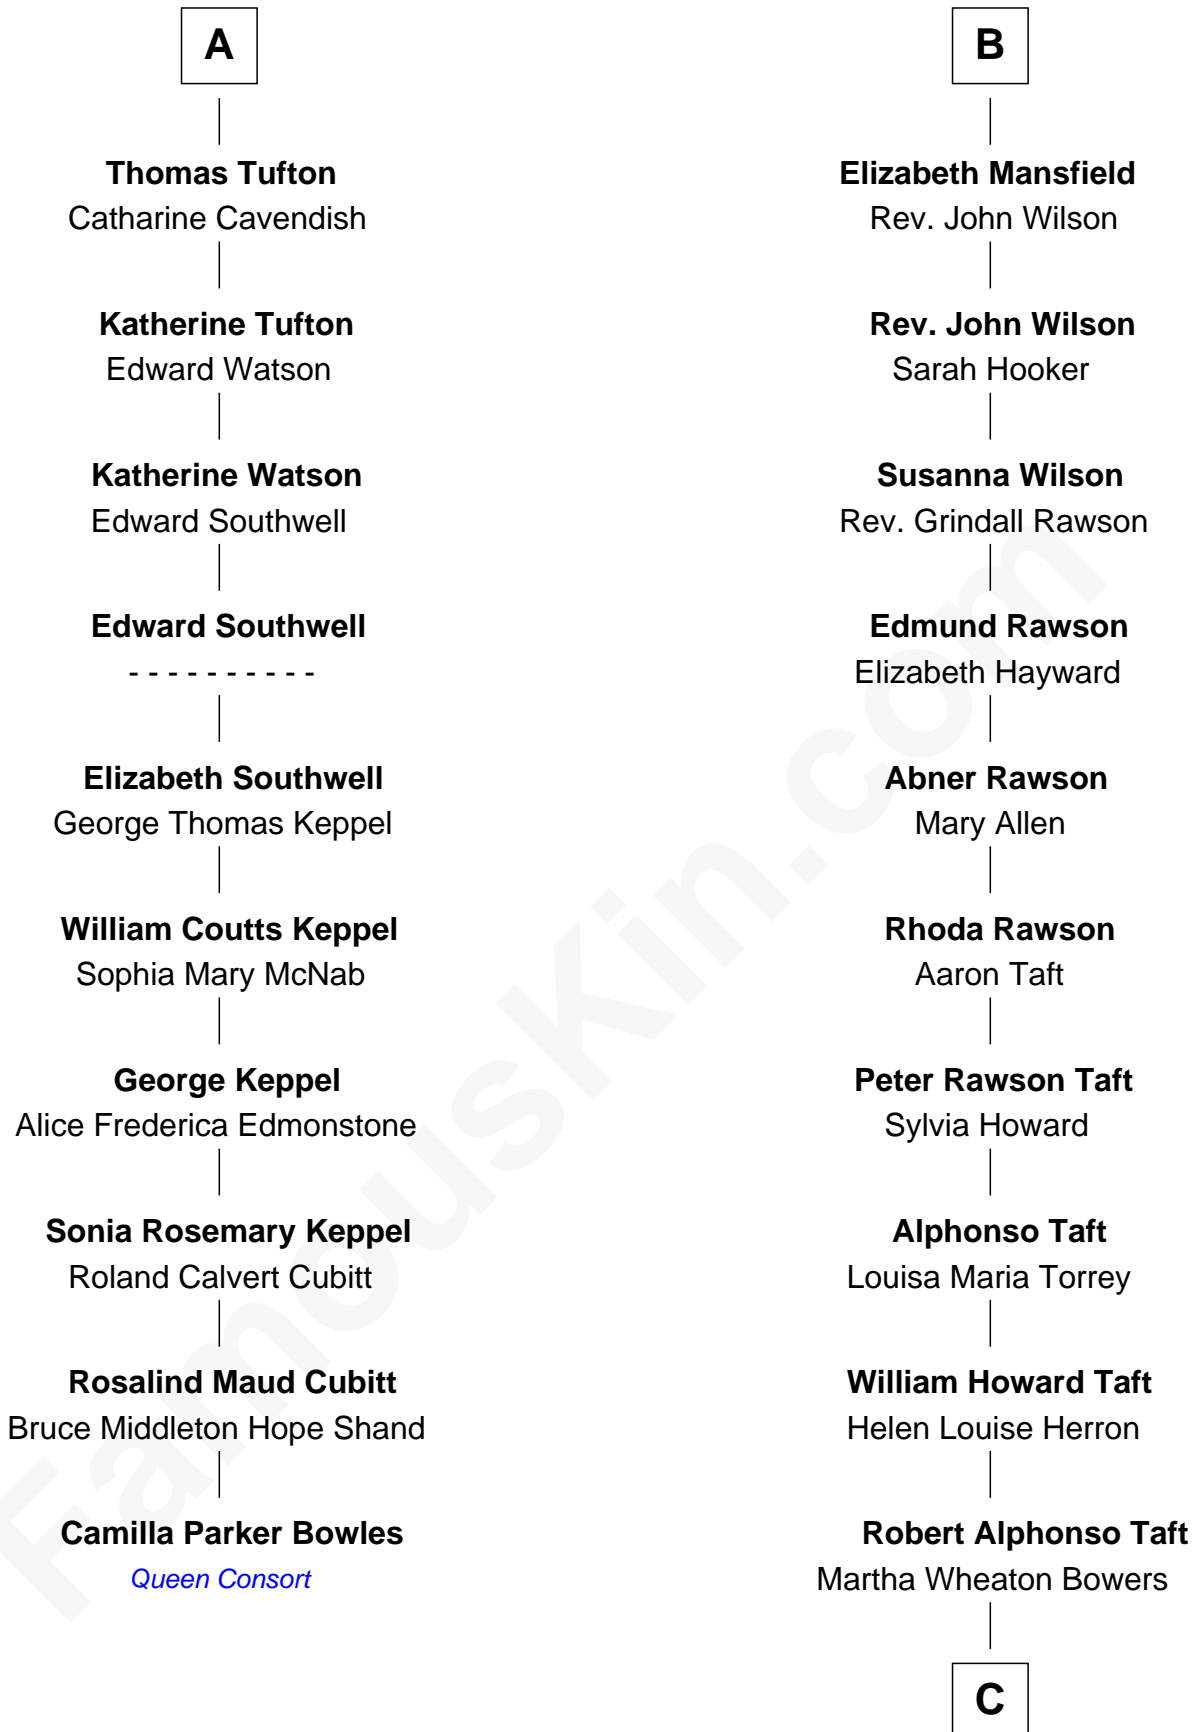 A
Thomas Tufton
Catharine Cavendish
Katherine Tufton
Edward Watson
Katherine Watson
Edward Southwell
Edward Southwell
- - - - - - - - - -
Elizabeth Southwell
George Thomas Keppel
William Coutts Keppel
Sophia Mary McNab
George Keppel
Alice Frederica Edmonstone
Sonia Rosemary Keppel
Roland Calvert Cubitt
Rosalind Maud Cubitt
Bruce Middleton Hope Shand
Camilla Parker Bowles
Queen Consort
B
Elizabeth Mansfield
Rev. John Wilson
Rev. John Wilson
Sarah Hooker
Susanna Wilson
Rev. Grindall Rawson
Edmund Rawson
Elizabeth Hayward
Abner Rawson
Mary Allen
Rhoda Rawson
Aaron Taft
Peter Rawson Taft
Sylvia Howard
Alphonso Taft
Louisa Maria Torrey
William Howard Taft
Helen Louise Herron
Robert Alphonso Taft
Martha Wheaton Bowers
C
FamousKin.com